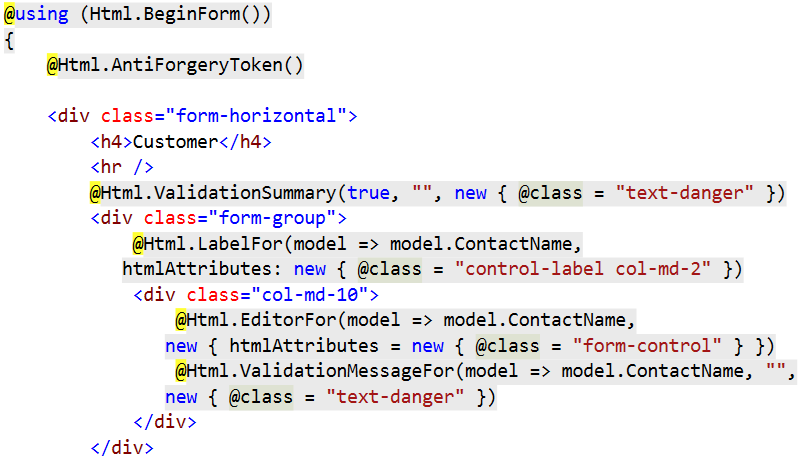 @using (Html.BeginForm())
{
@Html.AntiForgeryToken()
<div class="form-horizontal">
<h4>Customer</h4>
<hr />
@Html.ValidationSummary(true, "", new { @class = "text-danger" })
<div class="form-group">
@Html.LabelFor(model => model.ContactName,
htmlAttributes: new { @class = "control-label col-md-2" })
<div class="col-md-10">
@Html.EditorFor(model => model.ContactName,
new { htmlAttributes = new { @class = "form-control" } })
@Html.ValidationMessageFor(model => model.ContactName, "",
new { @class = "text-danger" })
</div>
</div>